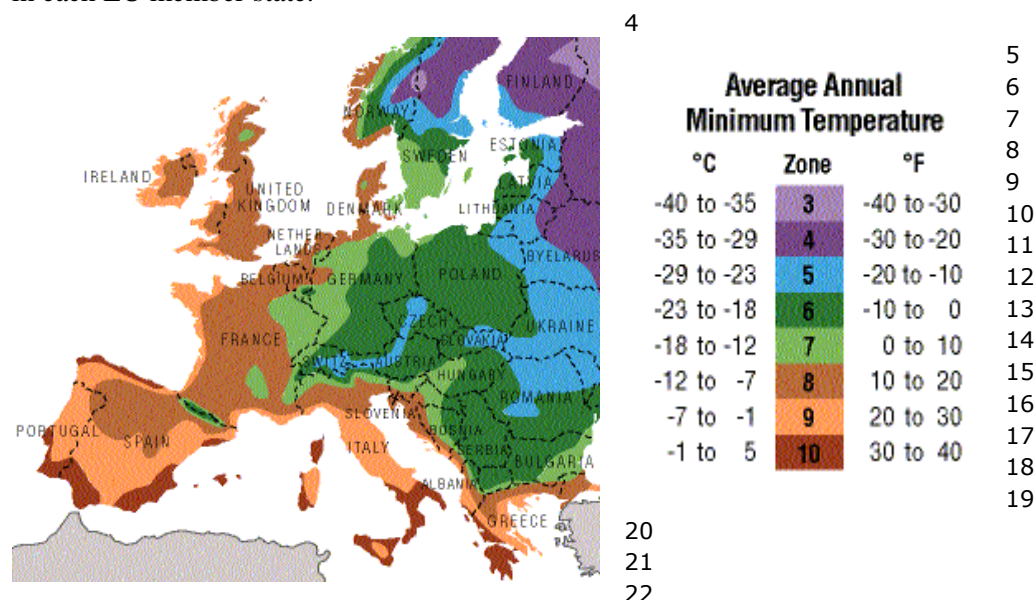 in each EU member state.
4
5
6
7
8
9
10
11
12
13
14
15
16
17
18
19
20
21
22
Average Annual
Minimum Temperature
°C Zone °F
-40 to -35 3 -40 to -30
-35 to -29 4 -30 to -20
-29 to -23 5 -20 to -10
-23 to -18 6 -10 to 0
-18 to -12 7 0 to 10
-12 to -7 8 10 to 20
-7 to -1 9 20 to 30
-1 to 5 10 30 to 40
FINLAND
NORWAY
SWEDEN
ESTONIA
LATVIA
LITHUANIA
IRELAND
UNITED
KINGDOM
DENMARK
NETHER
LANDS
BYELARUS
BELGIUM
GERMANY
POLAND
UKRAINE
CZECH
SLOVAKIA
FRANCE
SWITZ
AUSTRIA
HUNGARY
ROMANIA
SLOVENIA
BOSNIA
PORTUGAL
SPAIN
ITALY
SERBIA
BULGARIA
ALBANIA
GREECE